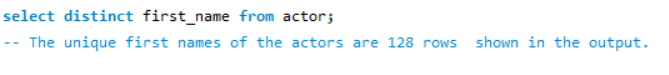 select distinct first_name from actor;
-- The unique first names of the actors are 128 rows  shown in the output.